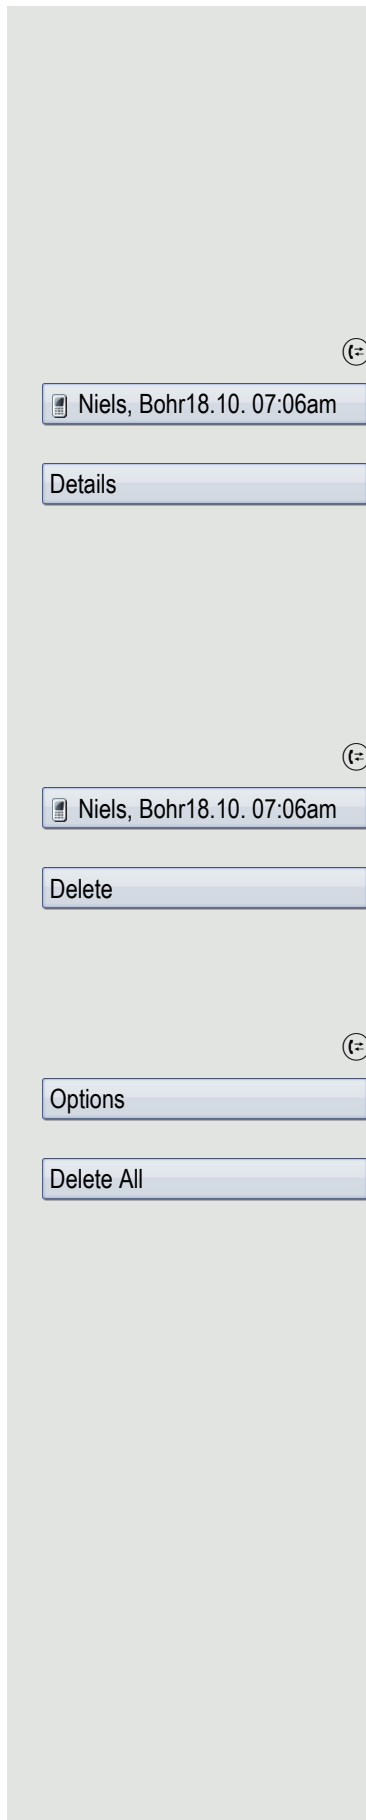 Niels, Bohr18.10. 07:06am
Details
Niels, Bohr18.10. 07:06am
Delete
Options
Delete All